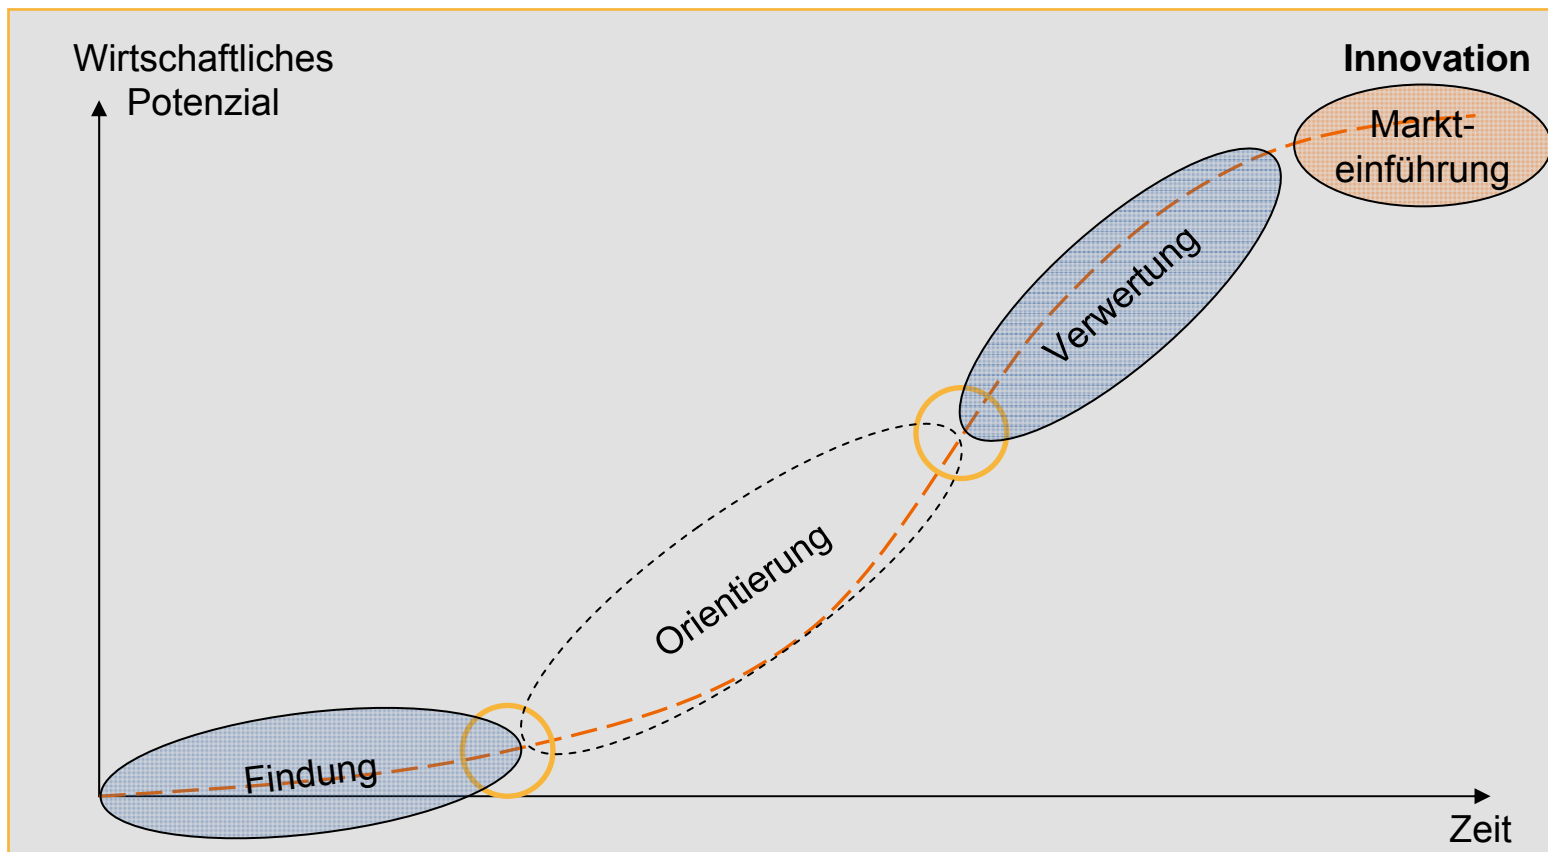 Wirtschaftliches
Potenzial
Innovation
Markt-
einführung
Verwertung
Orientierung
Findung
Zeit